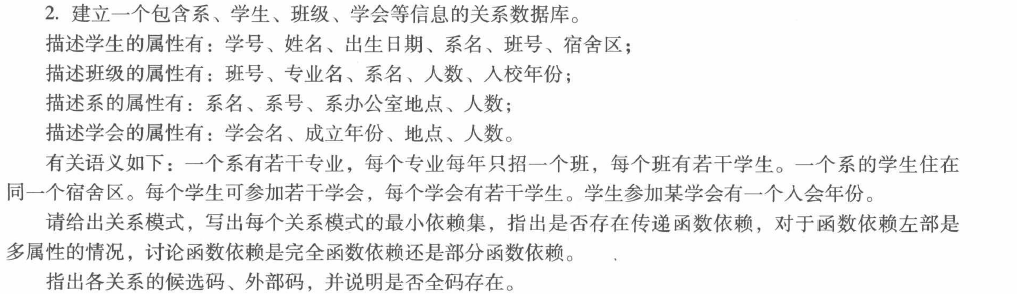 2. 建立一个包含系、学生、班级、学会等信息的关系数据库。
描述学生的属性有：学号、姓名、出生日期、系名、班号、宿舍区；
描述班级的属性有：班号、专业名、系名、人数、入校年份；
描述系的属性有：系名、系号、系办公室地点、人数；
描述学会的属性有：学会名、成立年份、地点、人数。
有关语义如下：一个系有若干专业，每个专业每年只招一个班，每个班有若干学生。一个系的学生住在
同一个宿舍区。每个学生可参加若干学会，每个学会有若干学生。学生参加某学会有一个入会年份。
请给出关系模式，写出每个关系模式的最小依赖集，指出是否存在传递函数依赖，对于函数依赖左部是
多属性的情况，讨论函数依赖是完全函数依赖还是部分函数依赖。
指出各关系的候选码、外部码，并说明是否全码存在。